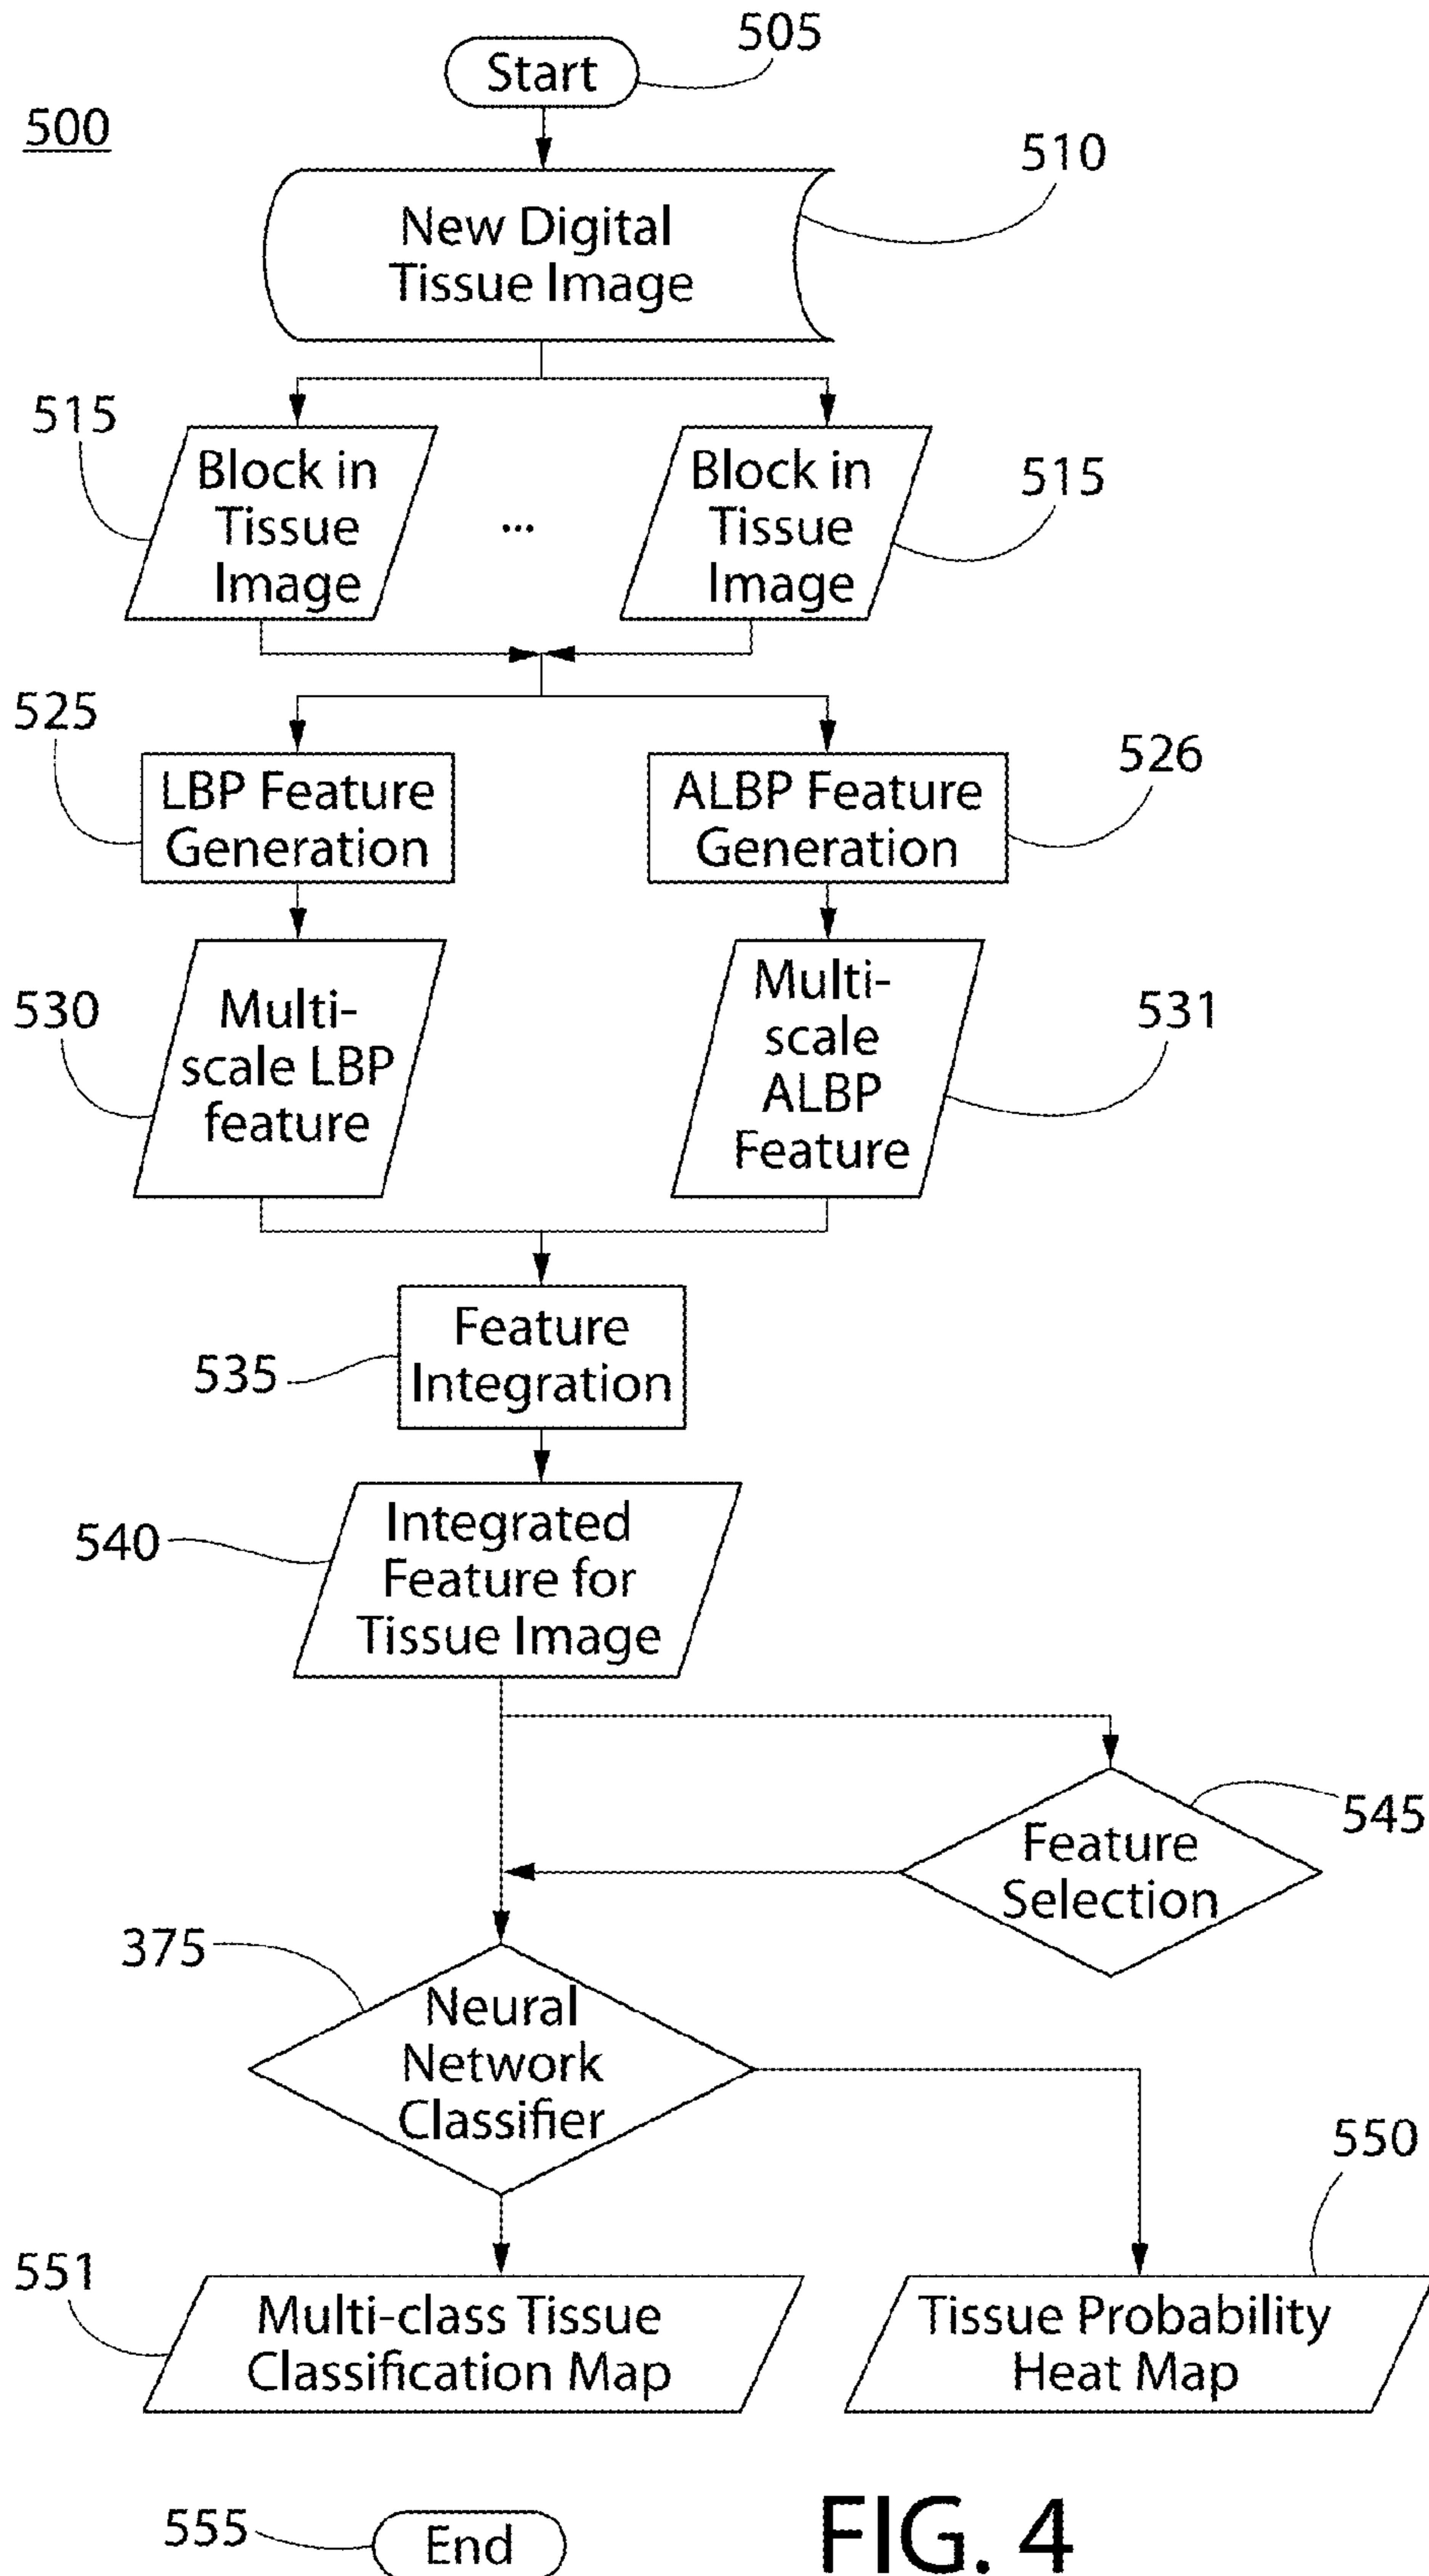 505
Start
500
510
New Digital
Tissue Image
515
Block in
Tissue
Image
...
Block in
Tissue
Image
515
525
LBP Feature
Generation
ALBP Feature
Generation
526
530
Multi-
scale LBP
feature
Multi-
scale
ALBP
Feature
531
535
Feature
Integration
540
Integrated
Feature for
Tissue Image
545
Feature
Selection
375
Neural
Network
Classifier
550
551
Multi-class Tissue
Classification Map
Tissue Probability
Heat Map
555
End
FIG. 4